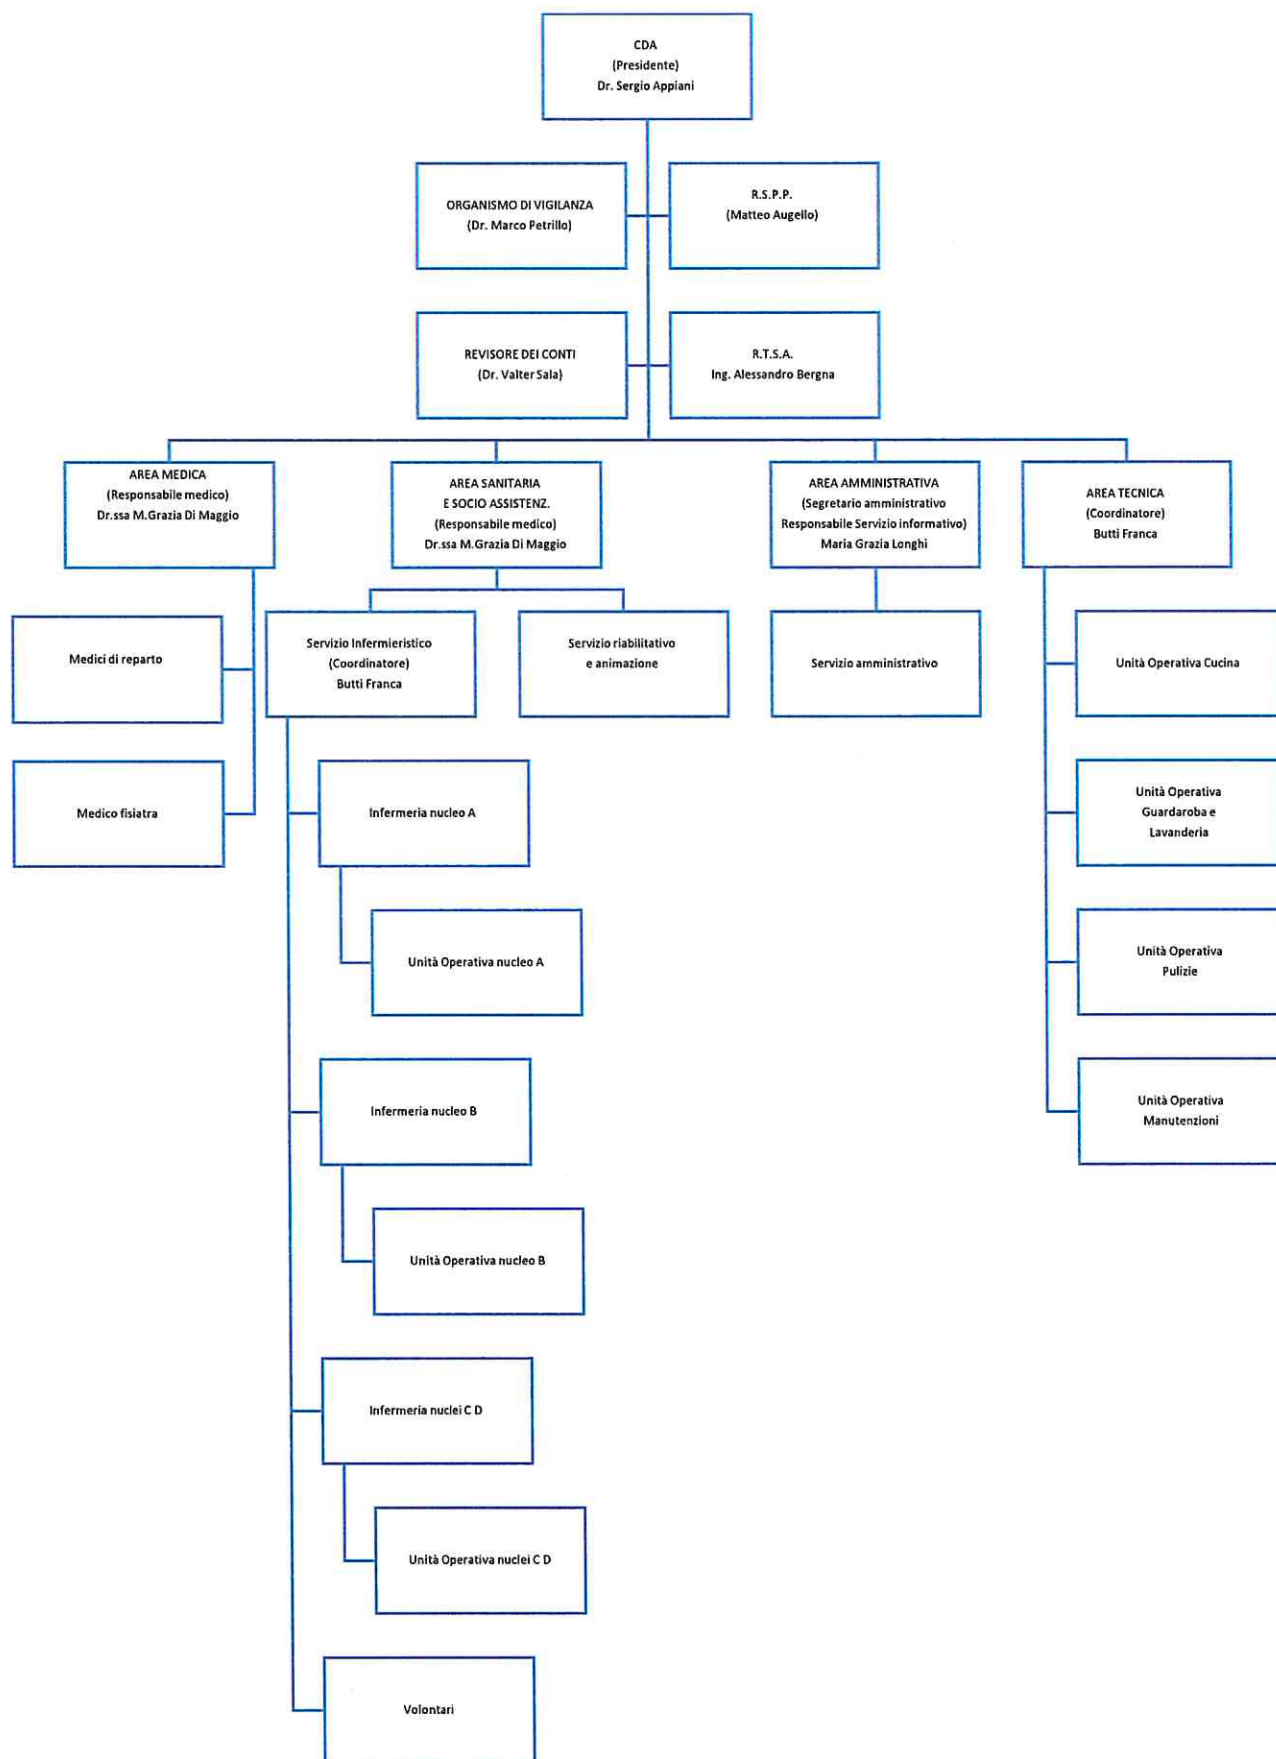 CDA
(Presidente)
Dr. Sergio Appiani
ORGANISMO DI VIGILANZA
(Dr. Marco Petrillo)
R.S.P.P.
(Matteo Augello)
REVISORE DEI CONTI
(Dr. Valter Sala)
R.T.S.A.
Ing. Alessandro Bergna
AREA MEDICA
(Responsabile medico)
Dr.ssa M.Grazia Di Maggio
AREA SANITARIA
E SOCIO ASSISTENZ.
(Responsabile medico)
Dr.ssa M.Grazia Di Maggio
AREA AMMINISTRATIVA
(Segretario amministrativo
Responsabile Servizio informativo)
Maria Grazia Longhi
AREA TECNICA
(Coordinatore)
Butti Franca
Medici di reparto
Servizio Infermieristico
(Coordinatore)
Butti Franca
Servizio riabilitativo
e animazione
Servizio amministrativo
Unità Operativa Cucina
Medico fisiatra
Infermeria nucleo A
Unità Operativa
Guardaroba e
Lavanderia
Unità Operativa nucleo A
Unità Operativa
Pulizie
Infermeria nucleo B
Unità Operativa
Manutenzioni
Unità Operativa nucleo B
Infermeria nuclei C D
Unità Operativa nuclei C D
Volontari